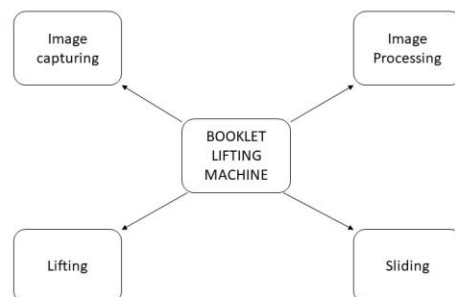 Image
capturing
Image
Processing
BOOKLET
LIFTING
MACHINE
Lifting
Sliding